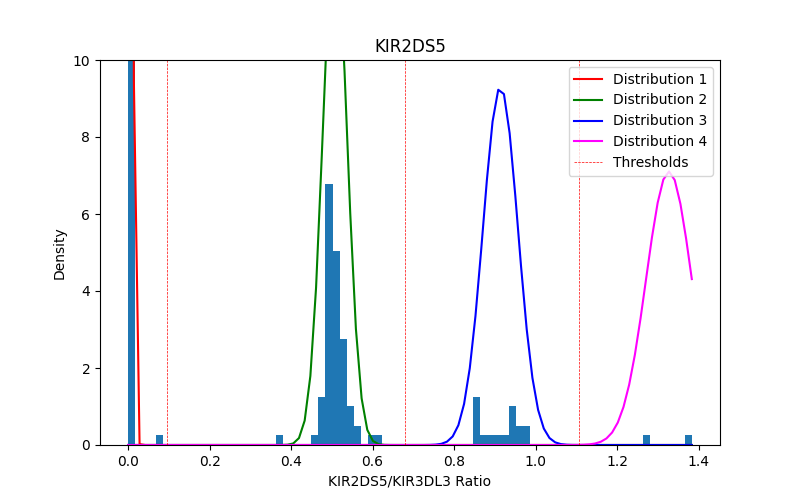 KIR2DS5
Distribution 1
Distribution 2
Distribution 3
Distribution 4
Thresholds
Density
10
8
6
4
2
0
0.0 0.2 0.4 0.6 0.8 1.0 1.2 1.4
KIR2DS5/KIR3DL3 Ratio